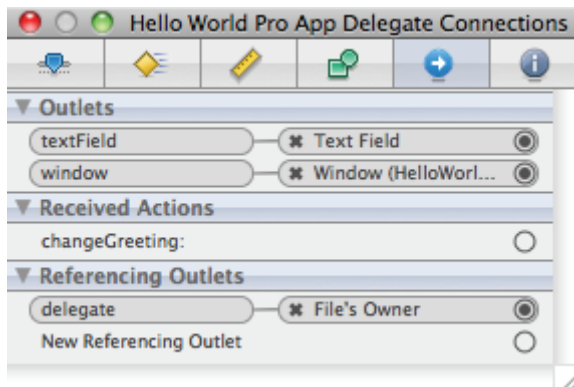 Hello World Pro App Delegate Connections
Outlets
textField Text Field
window Window (HelloWorl...
Received Actions
changeGreeting:
Referencing Outlets
delegate File's Owner
New Referencing Outlet